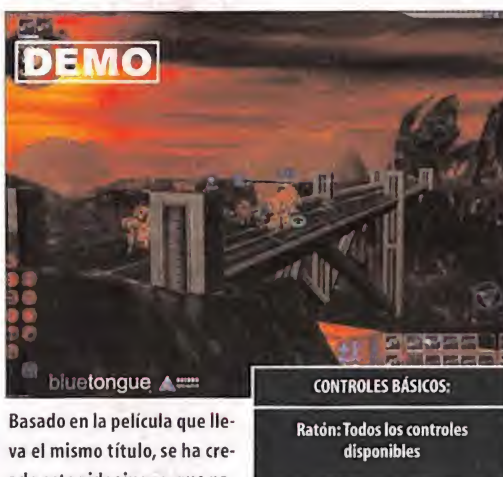 DEMO
bluetongue
CONTROLES BÁSICOS:
Ratón: Todos los controles
disponibles
Basado en la película que lle-
va el mismo título, se ha cre-